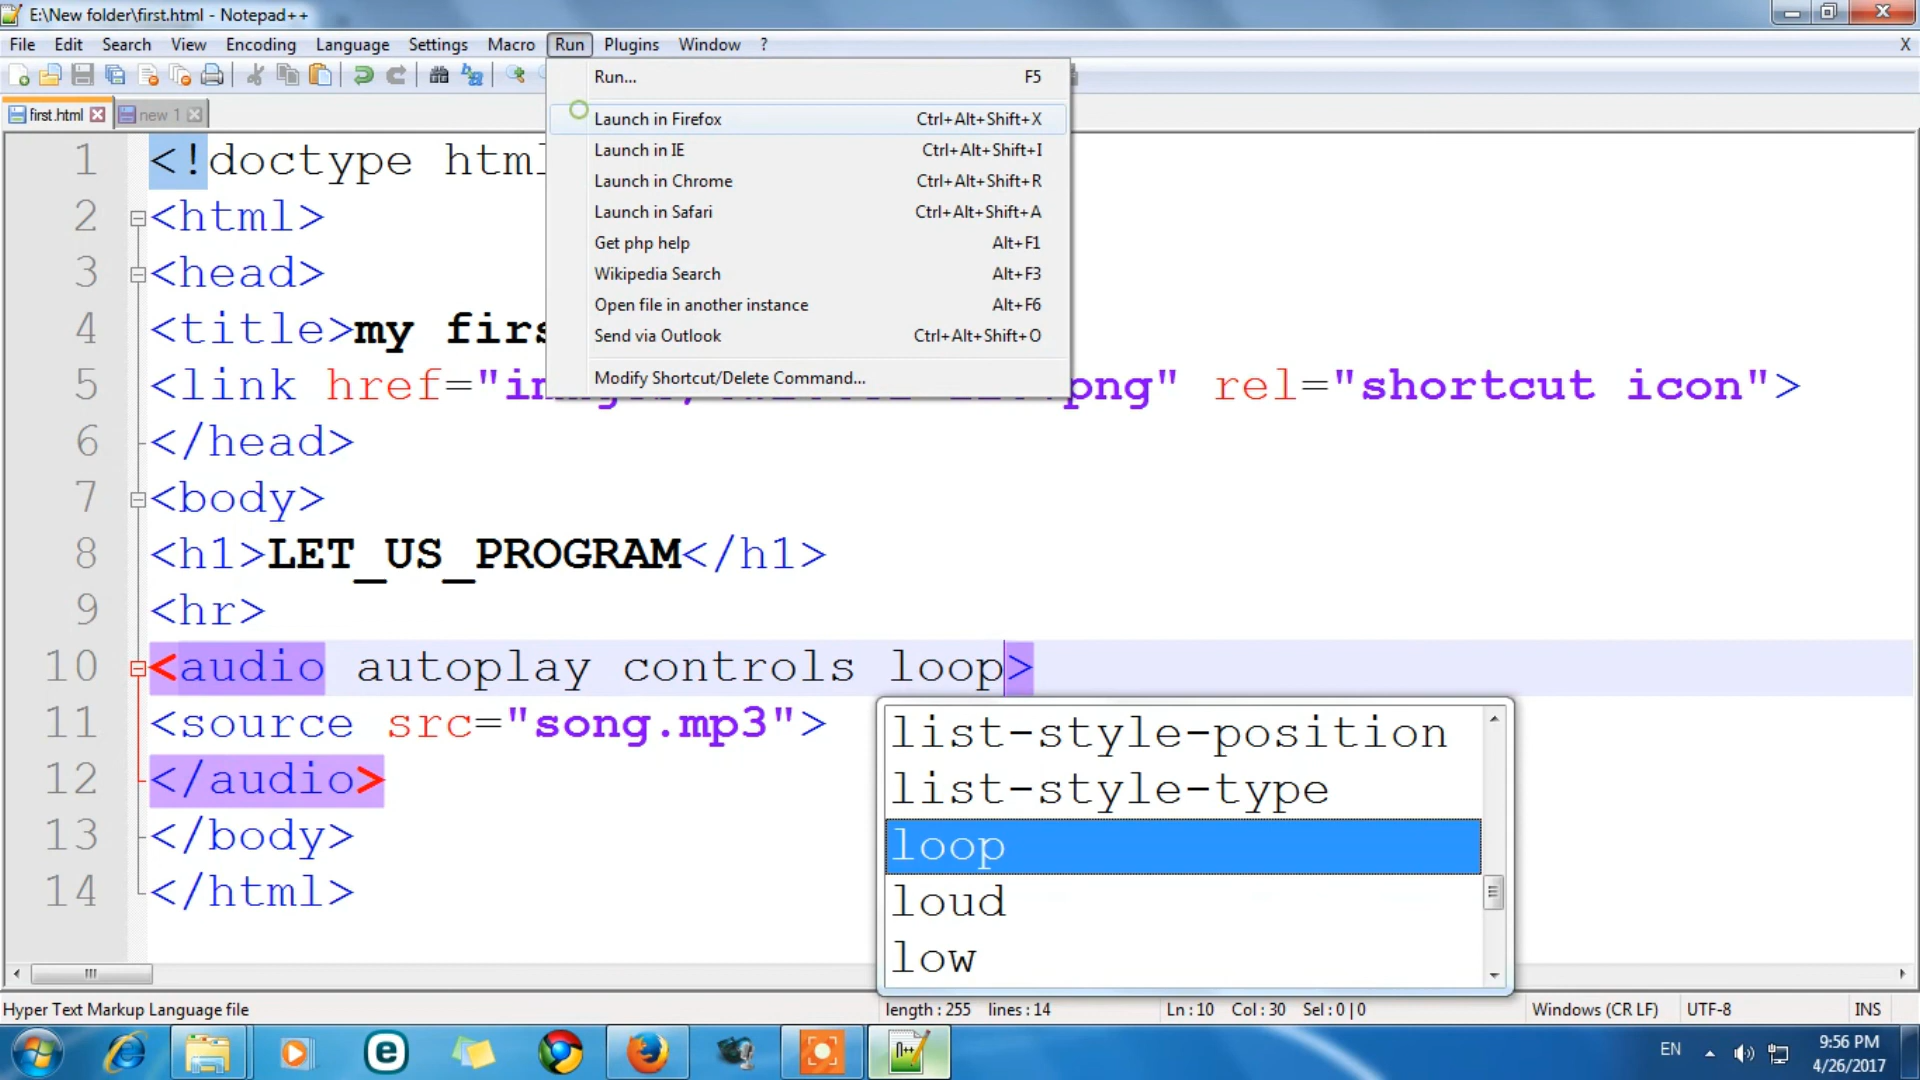 E:\New folder\first.html - Notepad++
File Edit Search View Encoding Language Settings Macro Run Plugins Window ? X
Run... F5
first.html new 1
Launch in Firefox Ctrl+Alt+Shift+X
Launch in IE Ctrl+Alt+Shift+I
Launch in Chrome Ctrl+Alt+Shift+R
Launch in Safari Ctrl+Alt+Shift+A
Get php help Alt+F1
Wikipedia Search Alt+F3
Open file in another instance Alt+F6
Send via Outlook Ctrl+Alt+Shift+O
Modify Shortcut/Delete Command...
1 <!doctype html
2 <html>
3 <head>
4 <title>my firs
5 <link href="im png" rel="shortcut icon">
6 </head>
7 <body>
8 <h1>LET_US_PROGRAM</h1>
9 <hr>
10 <audio autoplay controls loop>
11 <source src="song.mp3">
12 </audio>
13 </body>
14 </html>
list-style-position
list-style-type
loop
loud
low
Hyper Text Markup Language file length : 255 lines : 14 Ln : 10 Col : 30 Sel : 0 | 0 Windows (CR LF) UTF-8 INS
EN 9:56 PM
4/26/2017